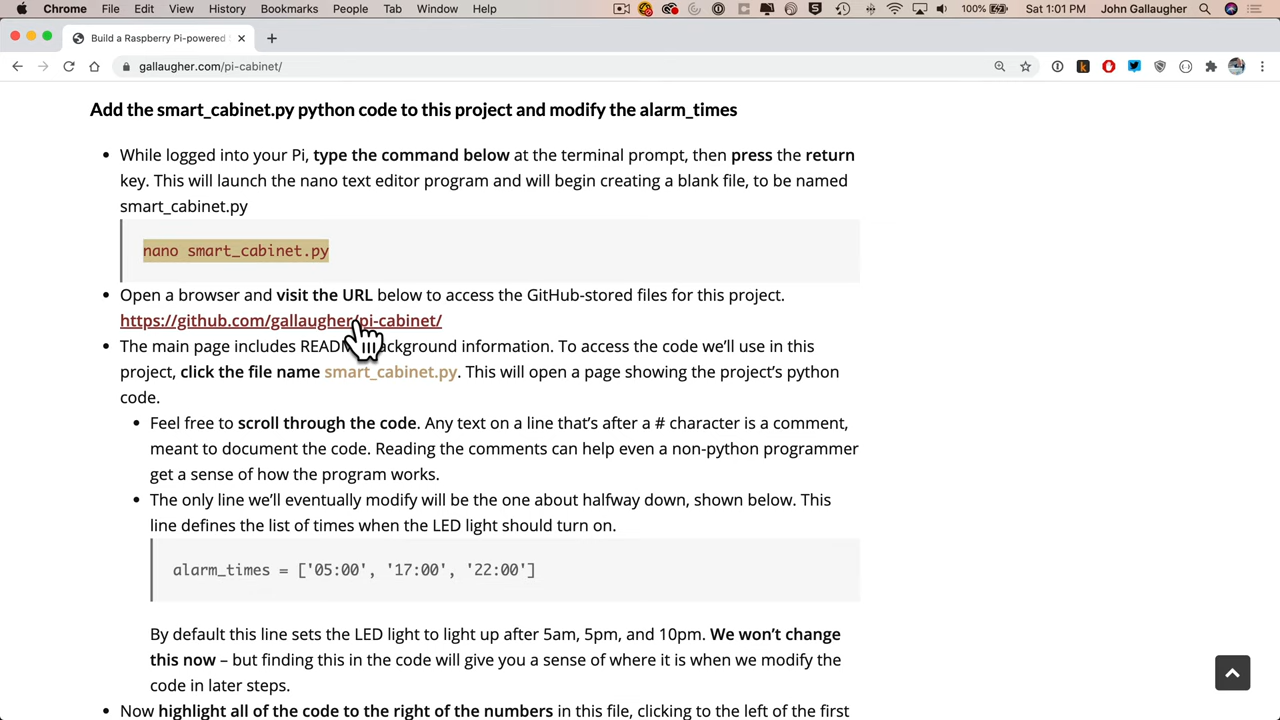 Chrome File Edit View History Bookmarks People Tab Window Help 100% Sat 1:01 PM John Gallaugher
Build a Raspberry Pi-powered
gallaugher.com/pi-cabinet/
Add the smart_cabinet.py python code to this project and modify the alarm_times
• While logged into your Pi, type the command below at the terminal prompt, then press the return
key. This will launch the nano text editor program and will begin creating a blank file, to be named
smart_cabinet.py
nano smart_cabinet.py
• Open a browser and visit the URL below to access the GitHub-stored files for this project.
https://github.com/gallaugher/pi-cabinet/
• The main page includes background information. To access the code we’ll use in this
project, click the file name smart_cabinet.py. This will open a page showing the project’s python
code.
• Feel free to scroll through the code. Any text on a line that’s after a # character is a comment,
meant to document the code. Reading the comments can help even a non-python programmer
get a sense of how the program works.
• The only line we’ll eventually modify will be the one about halfway down, shown below. This
line defines the list of times when the LED light should turn on.
alarm_times = ['05:00', '17:00', '22:00']
By default this line sets the LED light to light up after 5am, 5pm, and 10pm. We won’t change
this now – but finding this in the code will give you a sense of where it is when we modify the
code in later steps.
• Now highlight all of the code to the right of the numbers in this file, clicking to the left of the first